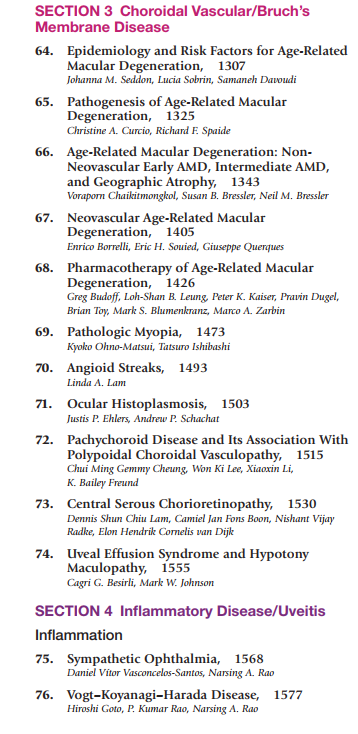 SECTION 3 Choroidal Vascular/Bruch's
Membrane Disease
64. Epidemiology and Risk Factors for Age-Related
Macular Degeneration, 1307
Johanna M. Seddon, Lucia Sobrin, Samaneh Davoudi
65. Pathogenesis of Age-Related Macular
Degeneration, 1325
Christine A. Curcio, Richard F. Spaide
66. Age-Related Macular Degeneration: Non-
Neovascular Early AMD, Intermediate AMD,
and Geographic Atrophy, 1343
Voraporn Chaikitmongkol, Susan B. Bressler, Neil M. Bressler
67. Neovascular Age-Related Macular
Degeneration, 1405
Enrico Borrelli, Eric H. Souied, Giuseppe Querques
68. Pharmacotherapy of Age-Related Macular
Degeneration, 1426
Greg Budoff, Loh-Shan B. Leung, Peter K. Kaiser, Pravin Dugel,
Brian Toy, Mark S. Blumenkranz, Marco A. Zarbin
69. Pathologic Myopia, 1473
Kyoko Ohno-Matsui, Tatsuro Ishibashi
70. Angioid Streaks, 1493
Linda A. Lam
71. Ocular Histoplasmosis, 1503
Justis P. Ehlers, Andrew P. Schachat
72. Pachychoroid Disease and Its Association With
Polypoidal Choroidal Vasculopathy, 1515
Chui Ming Gemmy Cheung, Won Ki Lee, Xiaoxin Li,
K. Bailey Freund
73. Central Serous Chorioretinopathy, 1530
Dennis Shun Chiu Lam, Camiel Jan Fons Boon, Nishant Vijay
Radke, Elon Hendrik Cornelis van Dijk
74. Uveal Effusion Syndrome and Hypotony
Maculopathy, 1555
Cagri G. Besirli, Mark W. Johnson
SECTION 4 Inflammatory Disease/Uveitis
Inflammation
75. Sympathetic Ophthalmia, 1568
Daniel Vítor Vasconcelos-Santos, Narsing A. Rao
76. Vogt–Koyanagi–Harada Disease, 1577
Hiroshi Goto, P. Kumar Rao, Narsing A. Rao